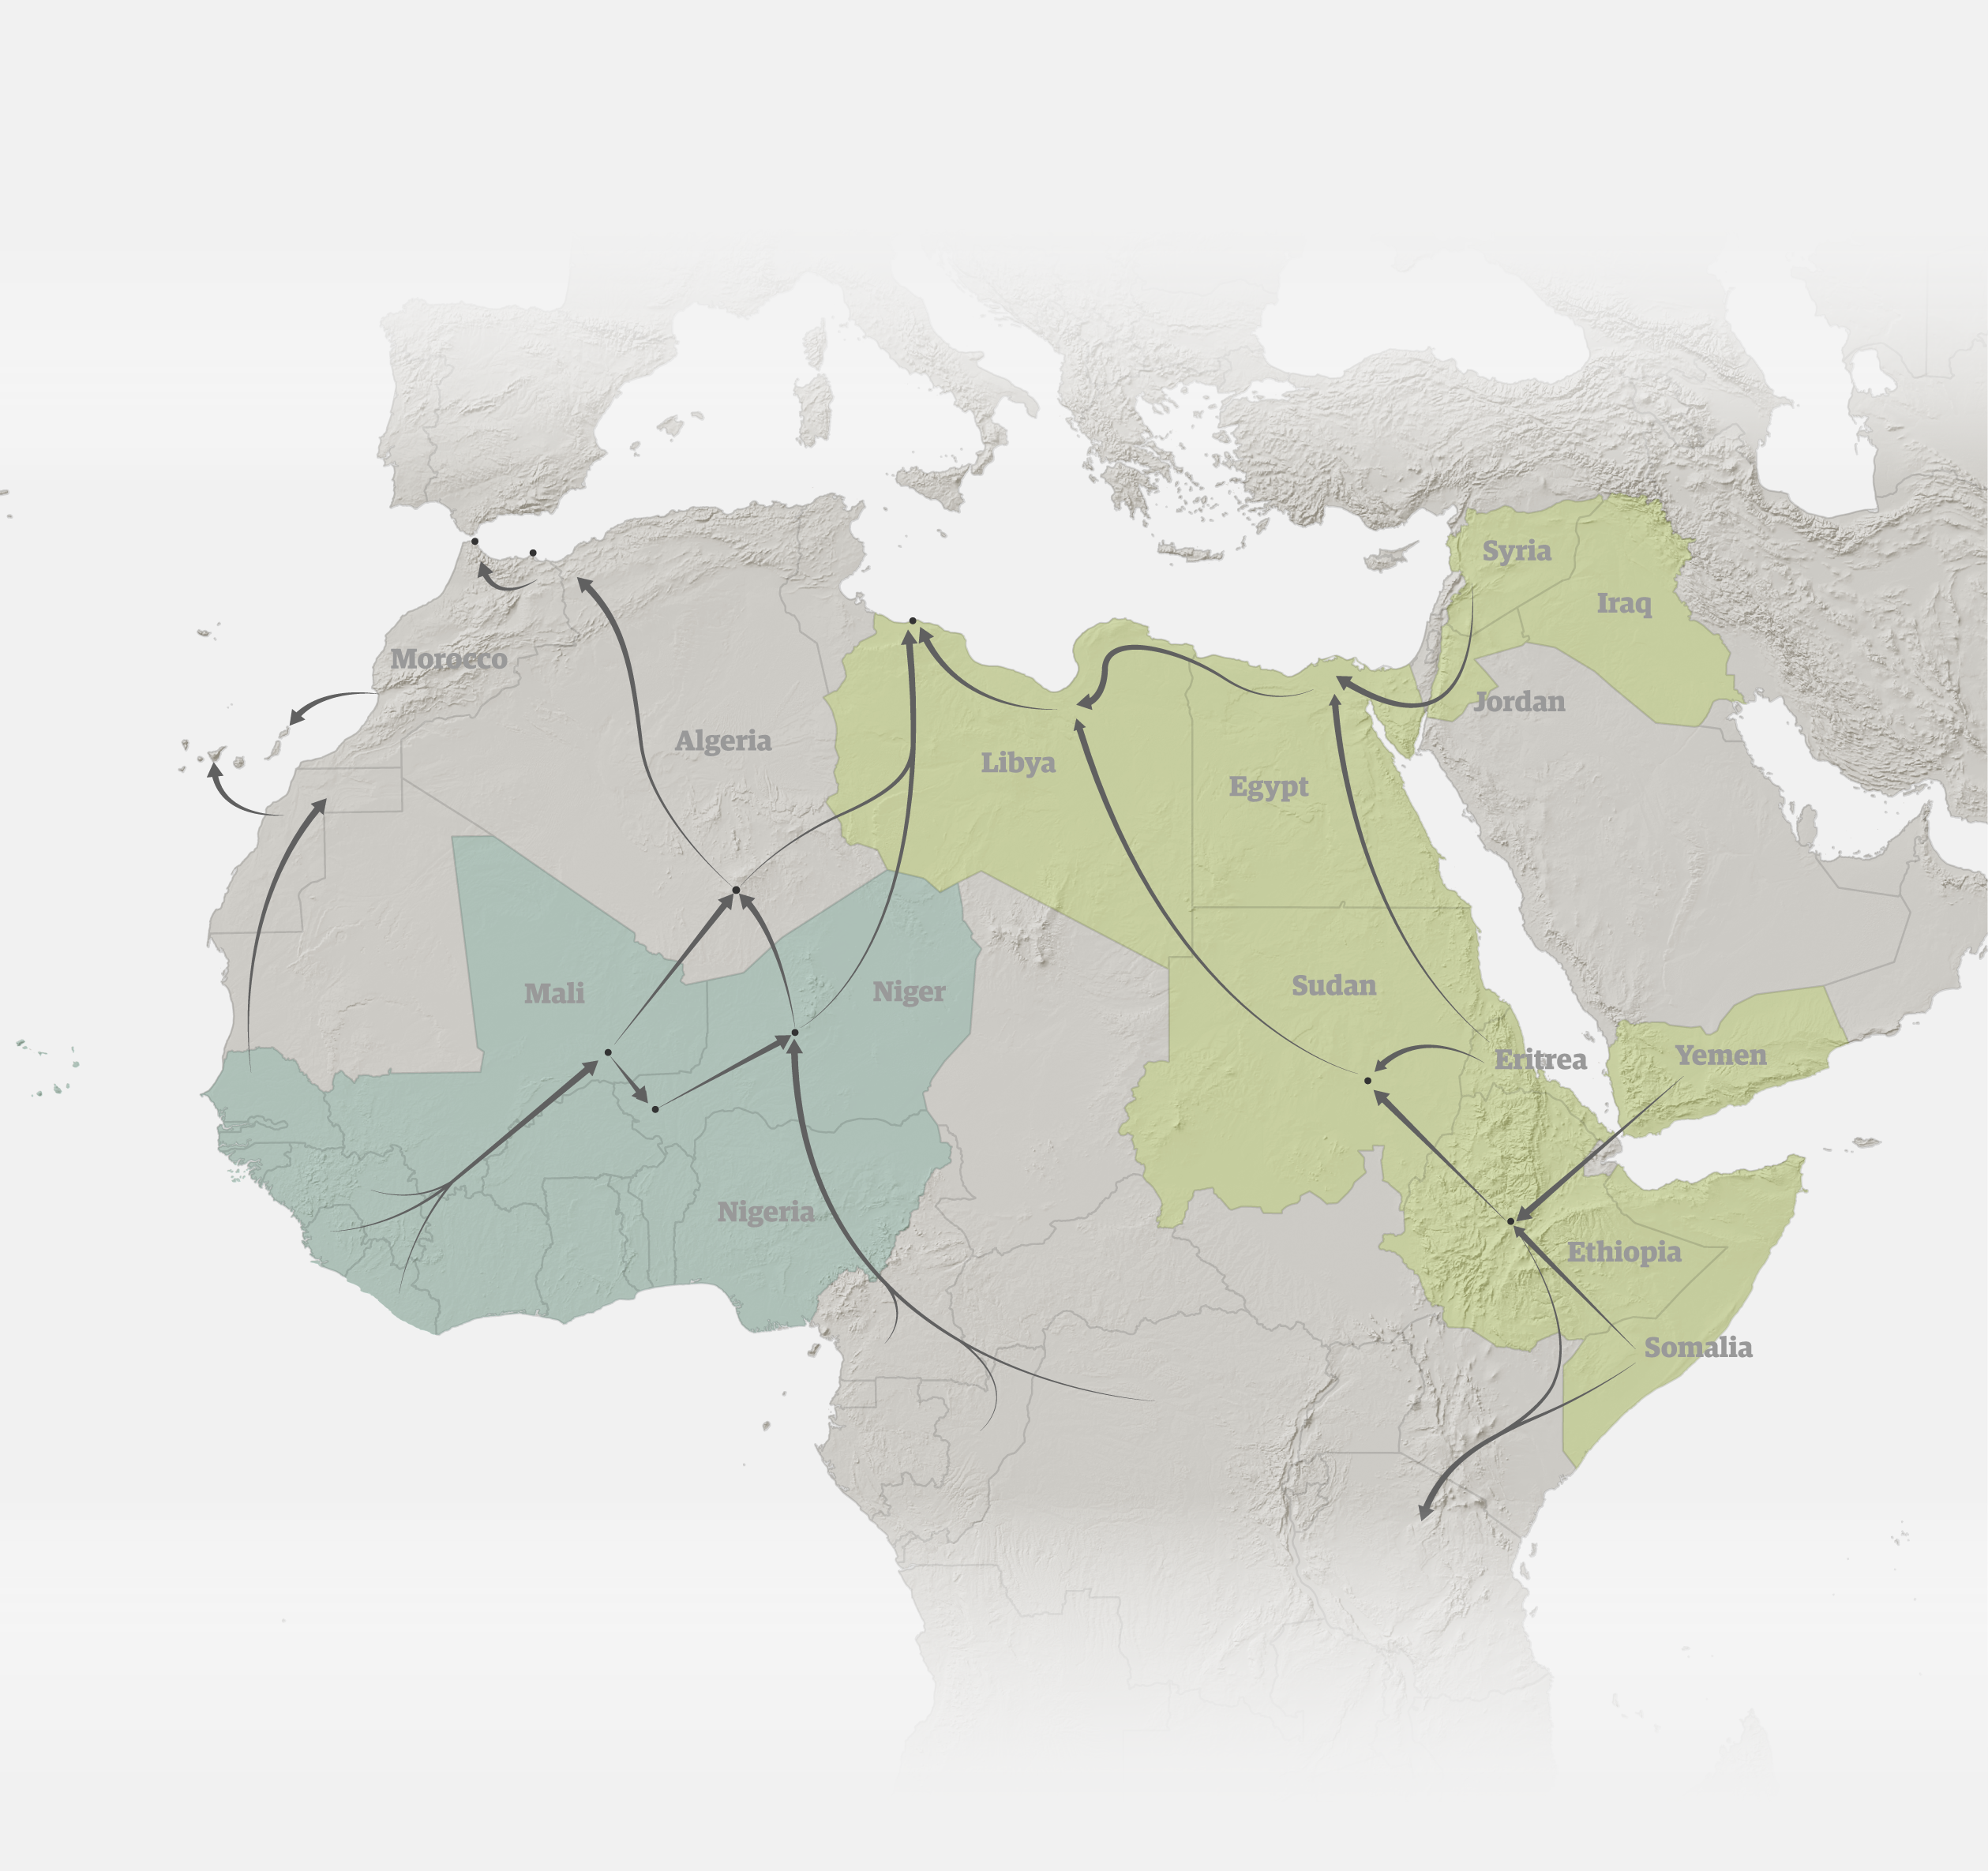 Syria
Iraq
Morocco
Jordan
Algeria
Libya
Egypt
Mali
Niger
Sudan
Eritrea
Yemen
Nigeria
Ethiopia
Somalia